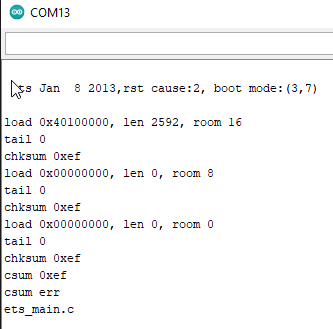 COM13
ts Jan 8 2013,rst cause:2, boot mode:(3,7)
load 0x40100000, len 2592, room 16
tail 0
chksum 0xef
load 0x00000000, len 0, room 8
tail 0
chksum 0xef
load 0x00000000, len 0, room 0
tail 0
chksum 0xef
csum 0xef
csum err
ets_main.c